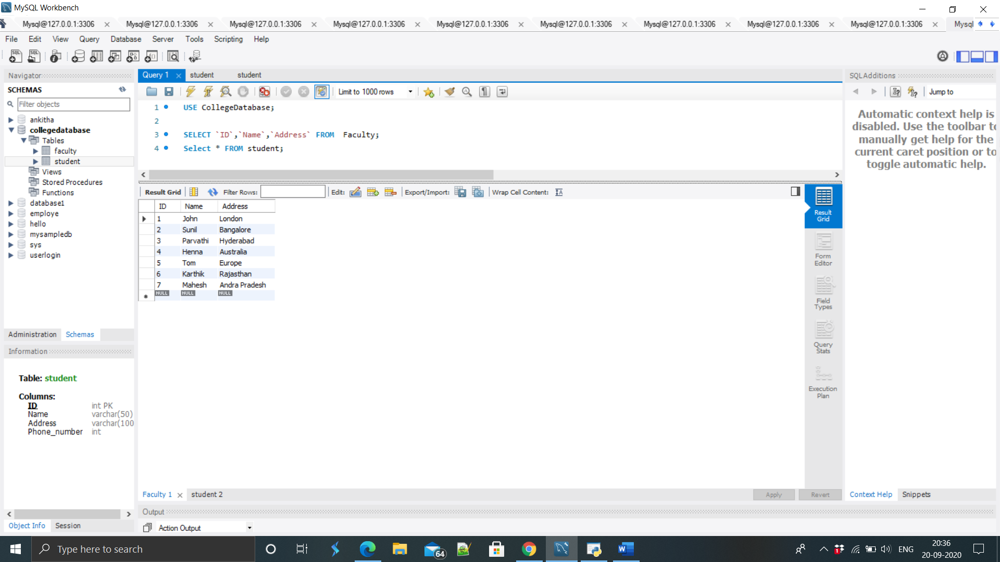 MySQL Workbench
Mysql@127.0.0.1:3306 Mysql@127.0.0.1:3306 Mysql@127.0.0.1:3306 Mysql@127.0.0.1:3306 Mysql@127.0.0.1:3306 Mysql@127.0.0.1:3306 Mysql@127.0.0.1:3306 Mysql@127.0.0.1:3306 Mysql@127.0.0.1:3306 Mysql
File Edit View Query Database Server Tools Scripting Help
Navigator
SCHEMAS
Filter objects
ankitha
collegedatabase
Tables
faculty
student
Views
Stored Procedures
Functions
database1
employe
hello
mysampledb
sys
userlogin
Administration Schemas
Information
Table: student
Columns:
ID int PK
Name varchar(50)
Address varchar(100
Phone_number int
Object Info Session
Query 1 student student
Limit to 1000 rows
1 USE CollegeDatabase;
2
3 SELECT `ID`,`Name`,`Address` FROM  Faculty;
4 Select * FROM student;
Result Grid Filter Rows: Edit: Export/Import: Wrap Cell Content:
ID Name Address
1 John London
2 Sunil Bangalore
3 Parvathi Hyderabad
4 Henna Australia
5 Tom Europe
6 Karthik Rajasthan
7 Mahesh Andra Pradesh
NULL NULL NULL
Result
Grid
Form
Editor
Field
Types
Query
Stats
Execution
Plan
Faculty 1 student 2
Apply Revert
Output
Action Output
SQLAdditions
Jump to
Automatic context help is
disabled. Use the toolbar to
manually get help for the
current caret position or to
toggle automatic help.
Context Help Snippets
Type here to search
64
1
ENG
20:36
20-09-2020